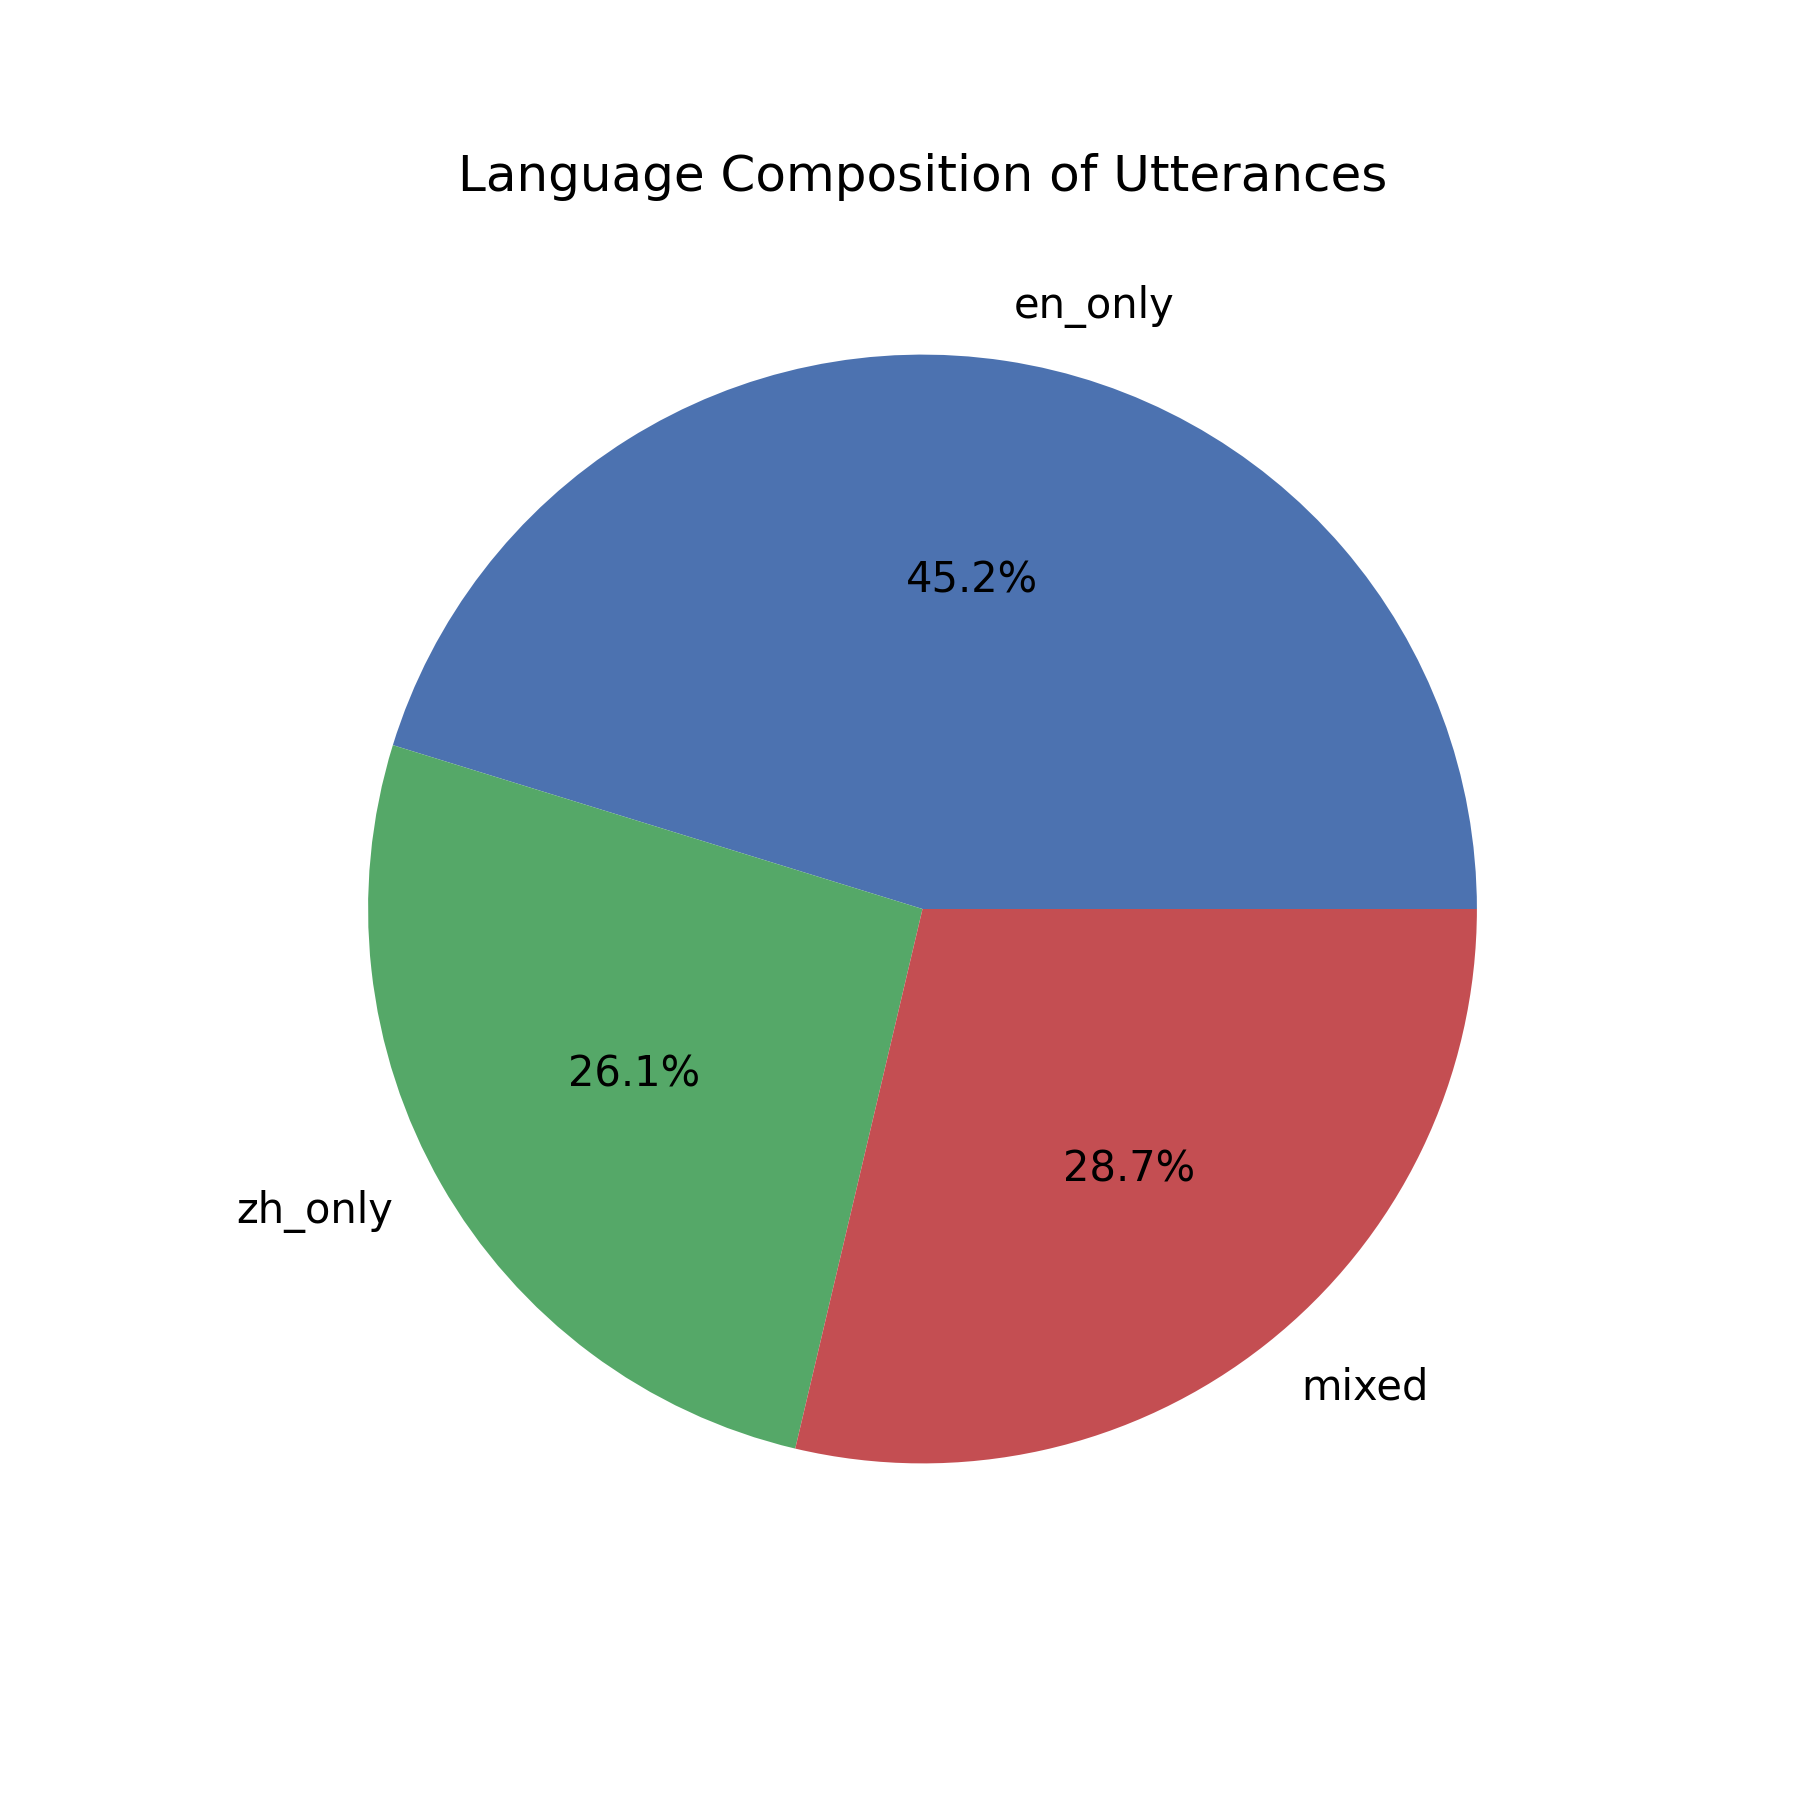 Language Composition of Utterances
en_only
45.2%
26.1%
28.7%
zh_only
mixed